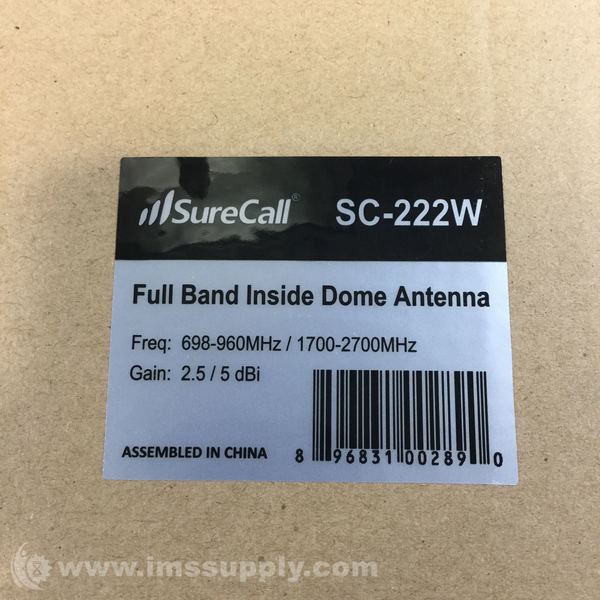 SureCall® SC-222W
Full Band Inside Dome Antenna
Freq: 698-960MHz / 1700-2700MHz
Gain: 2.5 / 5 dBi
ASSEMBLED IN CHINA 8 96831 00289 0
www.imssupply.com